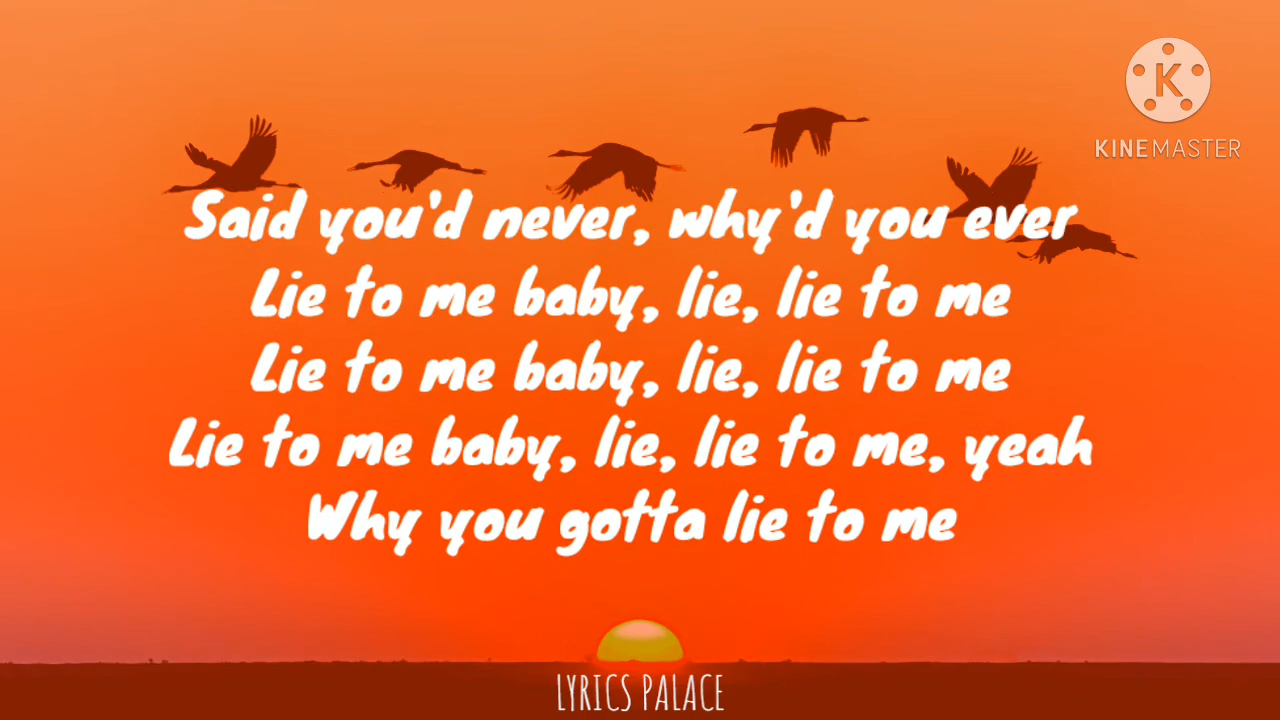 K
KINEMASTER
Said you'd never, why'd you ever
Lie to me baby, lie, lie to me
Lie to me baby, lie, lie to me
Lie to me baby, lie, lie to me, yeah
Why you gotta lie to me
LYRICS PALACE